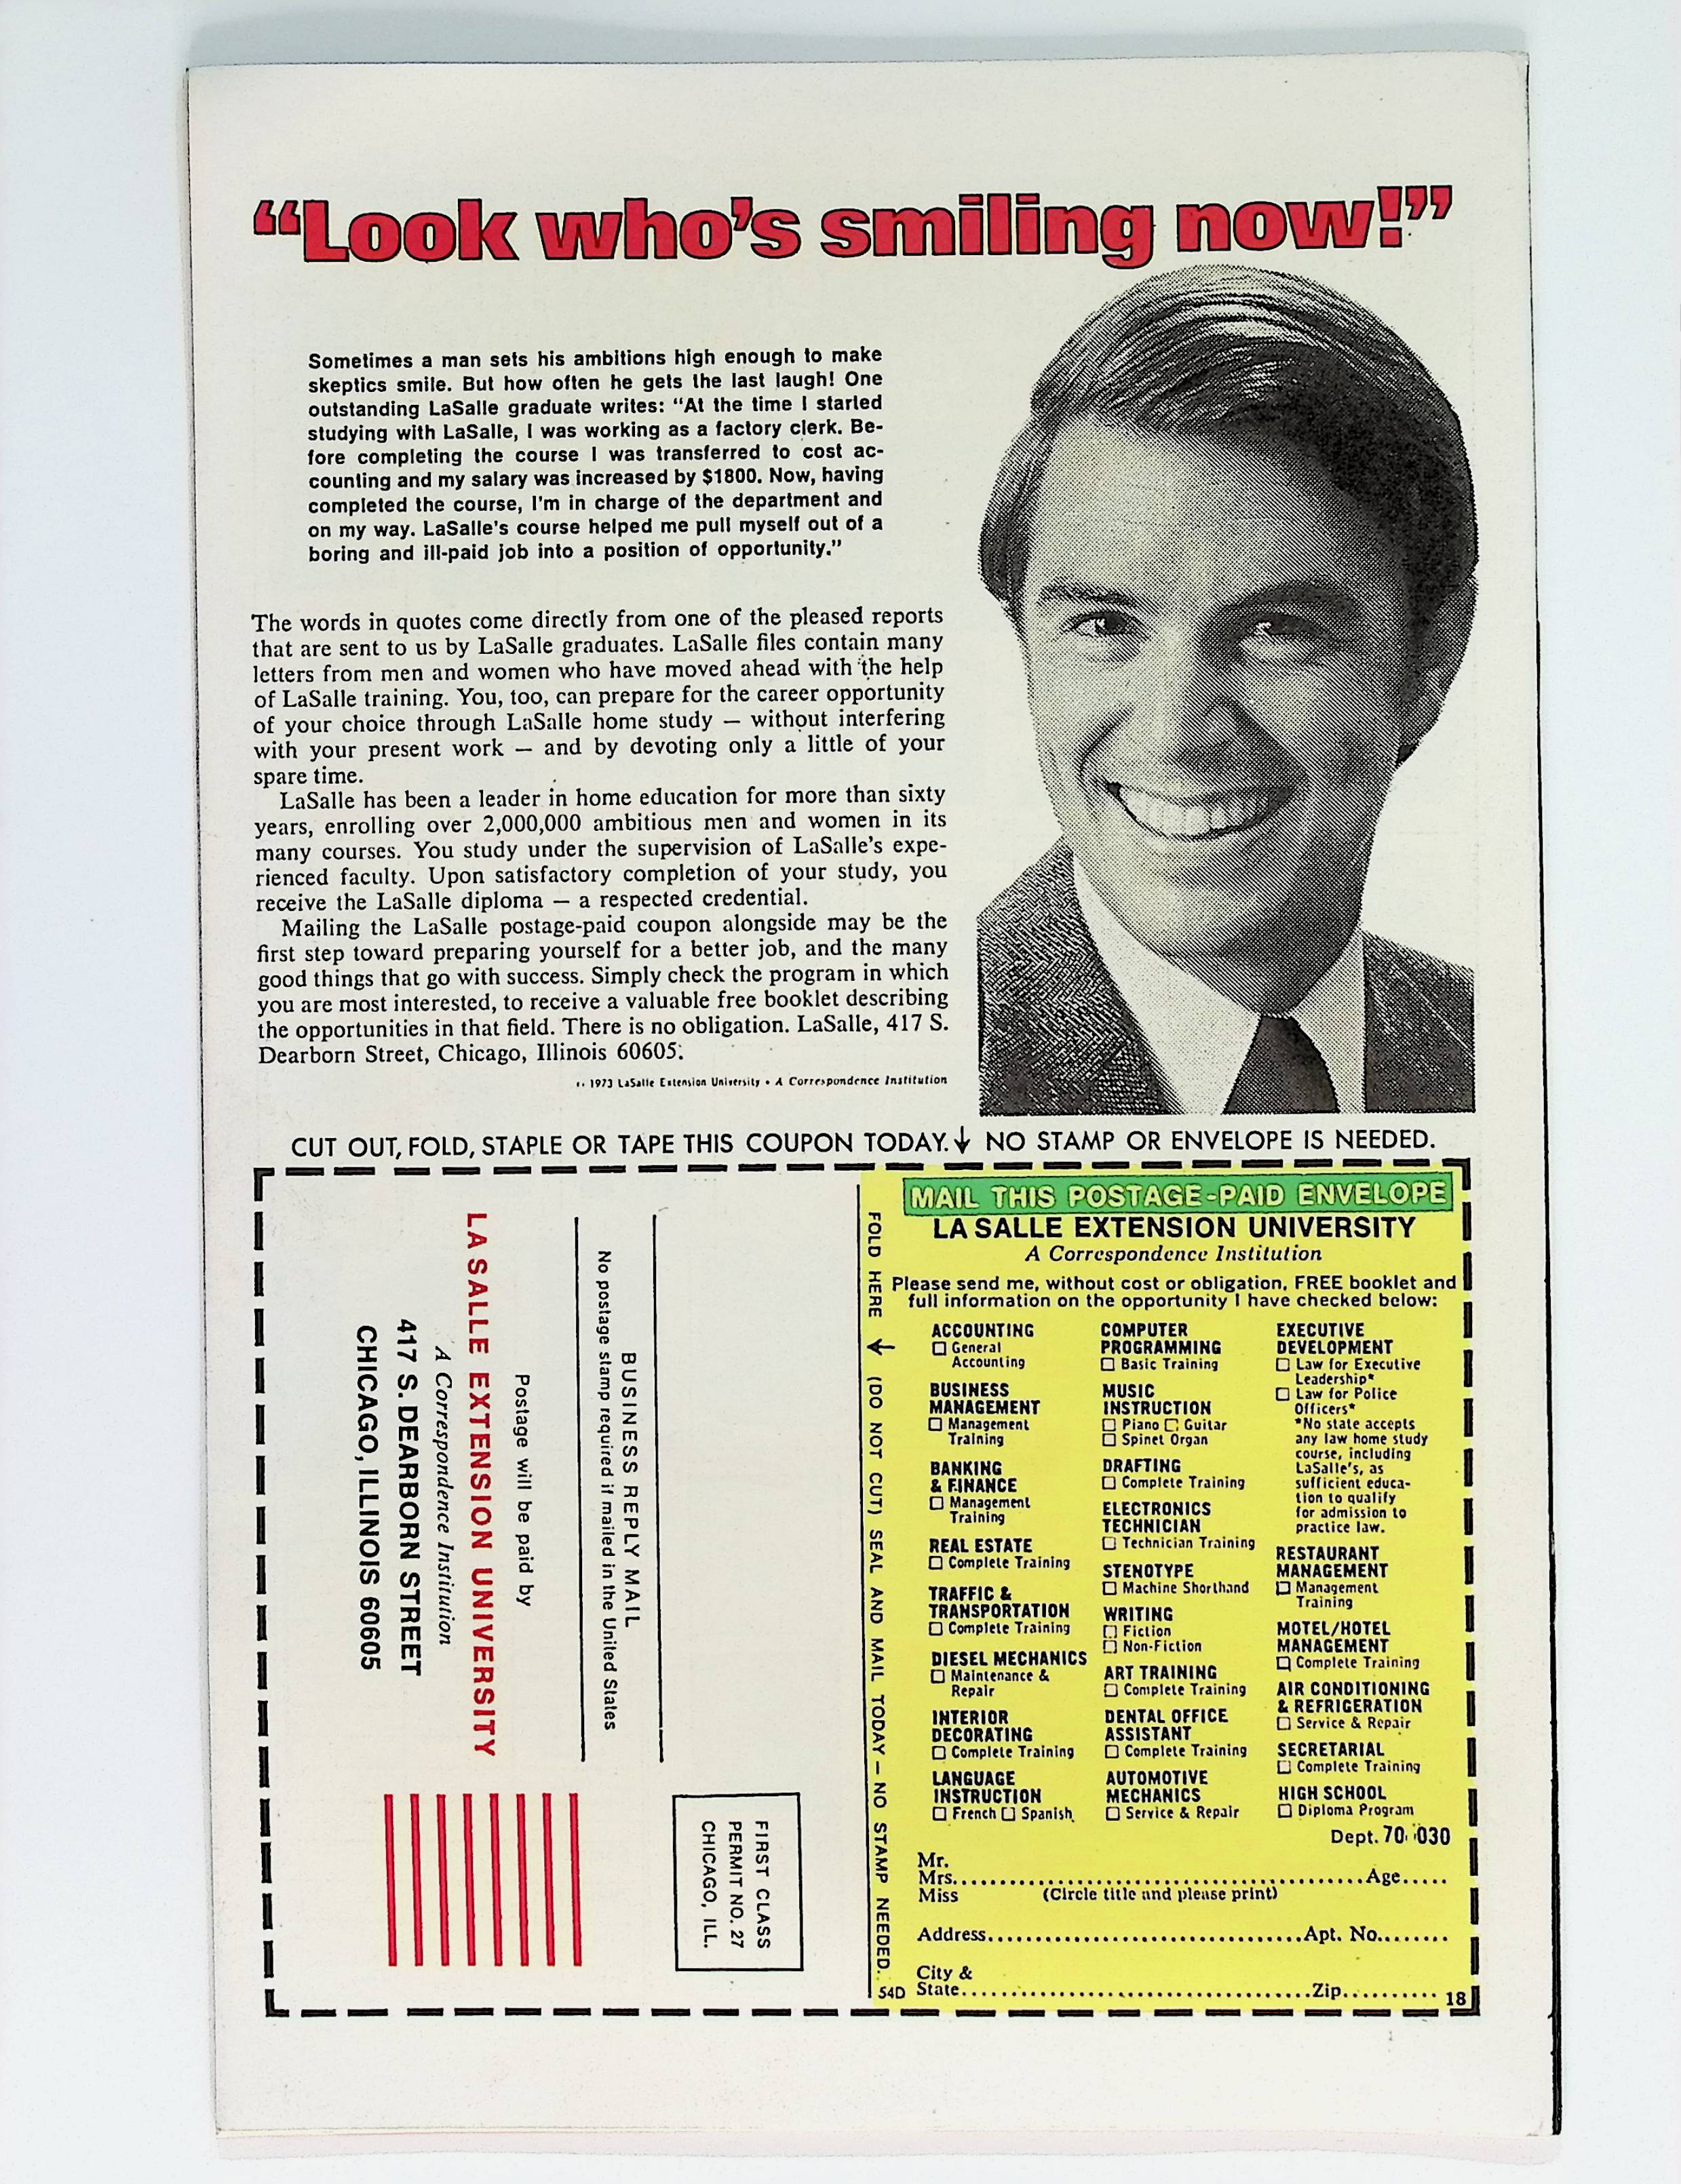 “Look who’s smiling now!”
Sometimes a man sets his ambitions high enough to make
skeptics smile. But how often he gets the last laugh! One
outstanding LaSalle graduate writes: “At the time I started
studying with LaSalle, I was working as a factory clerk. Be-
fore completing the course I was transferred to cost ac-
counting and my salary was increased by $1800. Now, having
completed the course, I'm in charge of the department and
on my way. LaSalle's course helped me pull myself out of a
boring and ill-paid job into a position of opportunity.”
The words in quotes come directly from one of the pleased reports
that are sent to us by LaSalle graduates. LaSalle files contain many
letters from men and women who have moved ahead with the help
of LaSalle training. You, too, can prepare for the career opportunity
of your choice through LaSalle home study — without interfering
with your present work — and by devoting only a little of your
spare time.
LaSalle has been a leader in home education for more than sixty
years, enrolling over 2,000,000 ambitious men and women in its
many courses. You study under the supervision of LaSalle's expe-
rienced faculty. Upon satisfactory completion of your study, you
receive the LaSalle diploma — a respected credential.
Mailing the LaSalle postage-paid coupon alongside may be the
first step toward preparing yourself for a better job, and the many
good things that go with success. Simply check the program in which
you are most interested, to receive a valuable free booklet describing
the opportunities in that field. There is no obligation. LaSalle, 417 S.
Dearborn Street, Chicago, Illinois 60605.
1973 LaSalle Extension University • A Correspondence Institution
CUT OUT, FOLD, STAPLE OR TAPE THIS COUPON TODAY.↓ NO STAMP OR ENVELOPE IS NEEDED.
FIRST CLASS
PERMIT NO. 27
CHICAGO, ILL.
BUSINESS REPLY MAIL
No postage stamp required if mailed in the United States
Postage will be paid by
LA SALLE EXTENSION UNIVERSITY
A Correspondence Institution
417 S. DEARBORN STREET
CHICAGO, ILLINOIS 60605
FOLD HERE ↓ (DO NOT CUT) SEAL AND MAIL TODAY — NO STAMP NEEDED.
54D
MAIL THIS POSTAGE-PAID ENVELOPE
LA SALLE EXTENSION UNIVERSITY
A Correspondence Institution
Please send me, without cost or obligation, FREE booklet and
full information on the opportunity I have checked below:
ACCOUNTING
☐ General
Accounting
BUSINESS
MANAGEMENT
☐ Management
Training
BANKING
& FINANCE
☐ Management
Training
REAL ESTATE
☐ Complete Training
TRAFFIC &
TRANSPORTATION
☐ Complete Training
DIESEL MECHANICS
☐ Maintenance &
Repair
INTERIOR
DECORATING
☐ Complete Training
LANGUAGE
INSTRUCTION
☐ French ☐ Spanish
COMPUTER
PROGRAMMING
☐ Basic Training
MUSIC
INSTRUCTION
☐ Piano ☐ Guitar
☐ Spinet Organ
DRAFTING
☐ Complete Training
ELECTRONICS
TECHNICIAN
☐ Technician Training
STENOTYPE
☐ Machine Shorthand
WRITING
☐ Fiction
☐ Non-Fiction
ART TRAINING
☐ Complete Training
DENTAL OFFICE
ASSISTANT
☐ Complete Training
AUTOMOTIVE
MECHANICS
☐ Service & Repair
EXECUTIVE
DEVELOPMENT
☐ Law for Executive
Leadership*
☐ Law for Police
Officers*
*No state accepts
any law home study
course, including
LaSalle's, as
sufficient educa-
tion to qualify
for admission to
practice law.
RESTAURANT
MANAGEMENT
☐ Management
Training
MOTEL/HOTEL
MANAGEMENT
☐ Complete Training
AIR CONDITIONING
& REFRIGERATION
☐ Service & Repair
SECRETARIAL
☐ Complete Training
HIGH SCHOOL
☐ Diploma Program
Dept. 70-030
Mr.
Mrs.......................................Age.....
Miss (Circle title and please print)
Address.................................Apt. No........
City &
State.....................................Zip..........
18